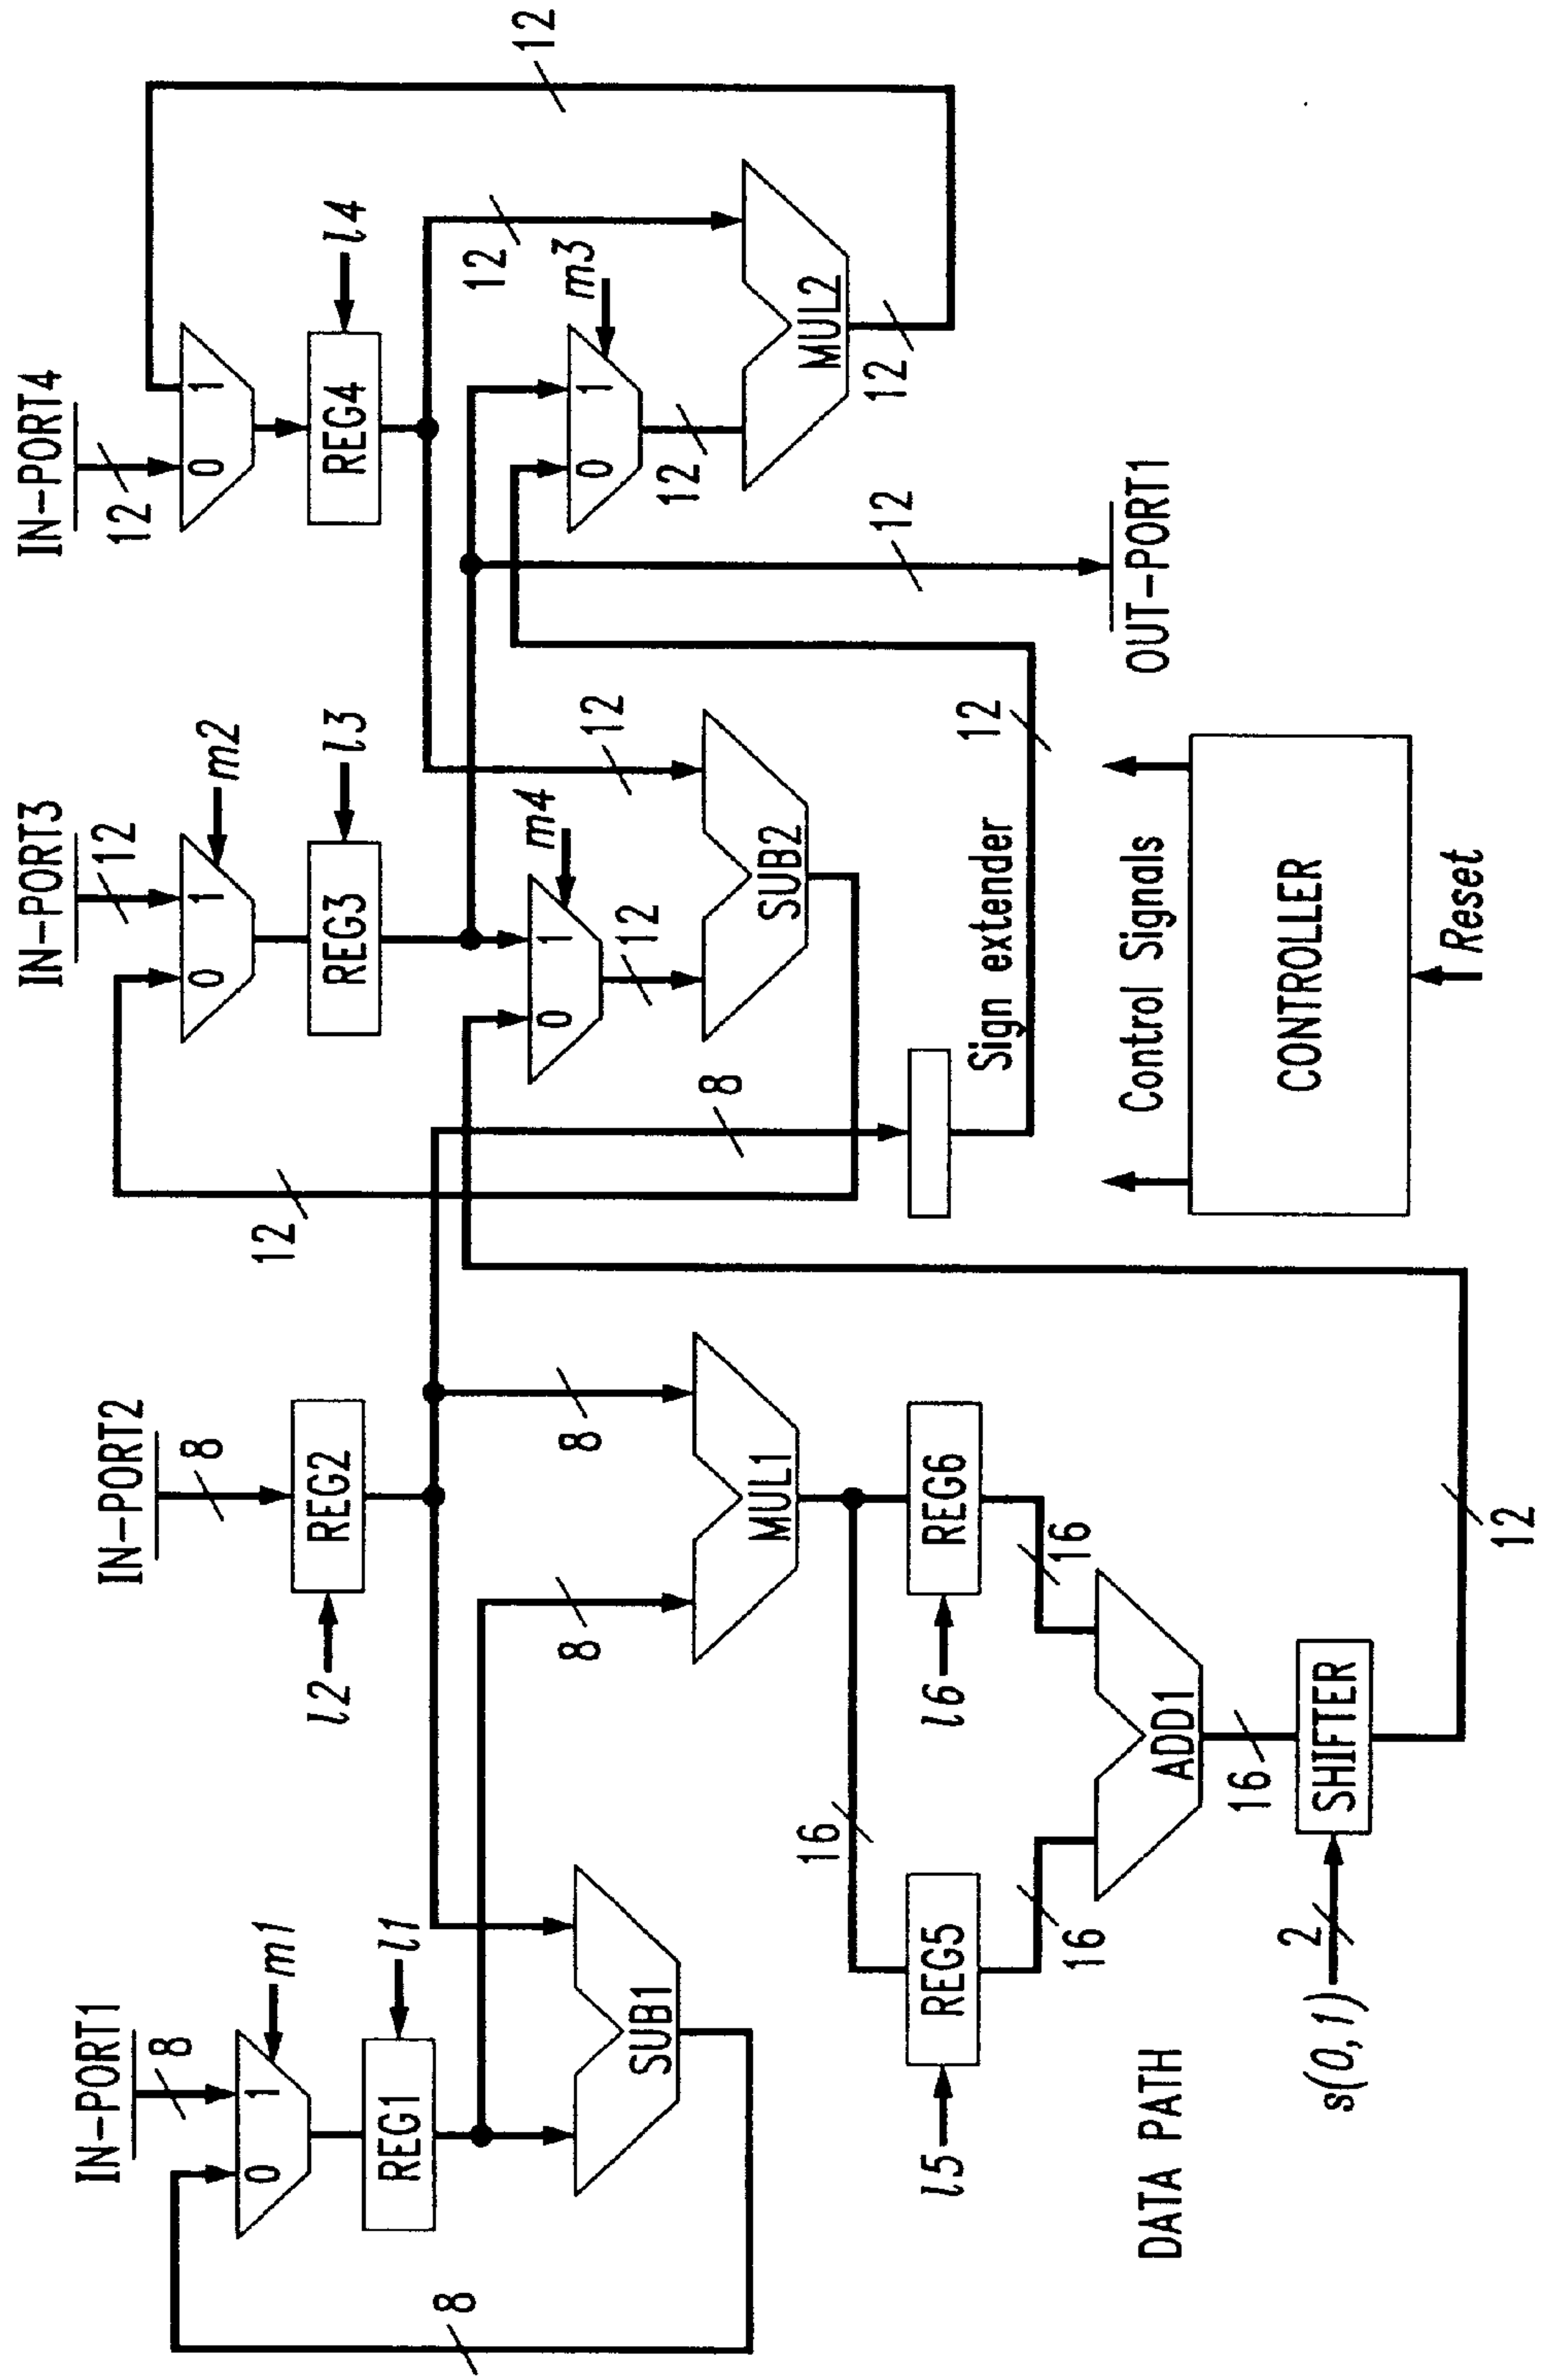 IN-PORT1
8
m1
0 1
l1
REG1
8
SUB1
IN-PORT2
8
l2
REG2
8
8
MUL1
16
l5
REG5
l6
REG6
16
16
ADD1
16
2
s(0,1)
SHIFTER
12
DATA PATH
IN-PORT3
12
m2
0 1
l3
REG3
12
m4
0 1
12
12
SUB2
8
Sign extender
12
IN-PORT4
12
0 1
12
l4
REG4
12
12
m3
0 1
12
MUL2
12
12
OUT-PORT1
Control Signals
CONTROLLER
Reset